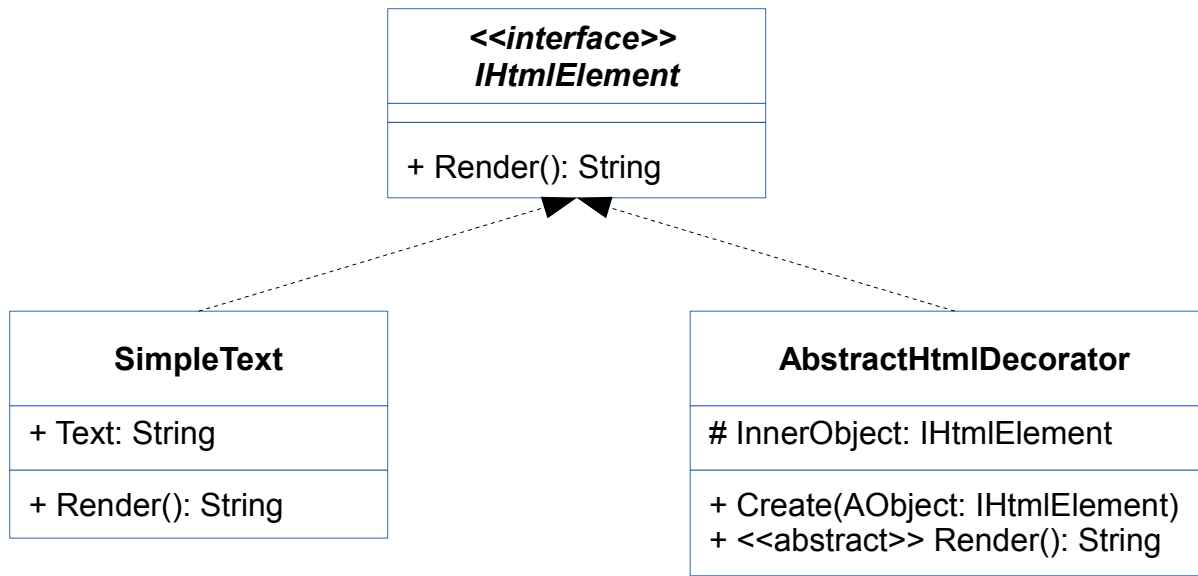 <<interface>>
IHtmlElement
+ Render(): String
SimpleText
+ Text: String
+ Render(): String
AbstractHtmlDecorator
# InnerObject: IHtmlElement
+ Create(AObject: IHtmlElement)
+ <<abstract>> Render(): String